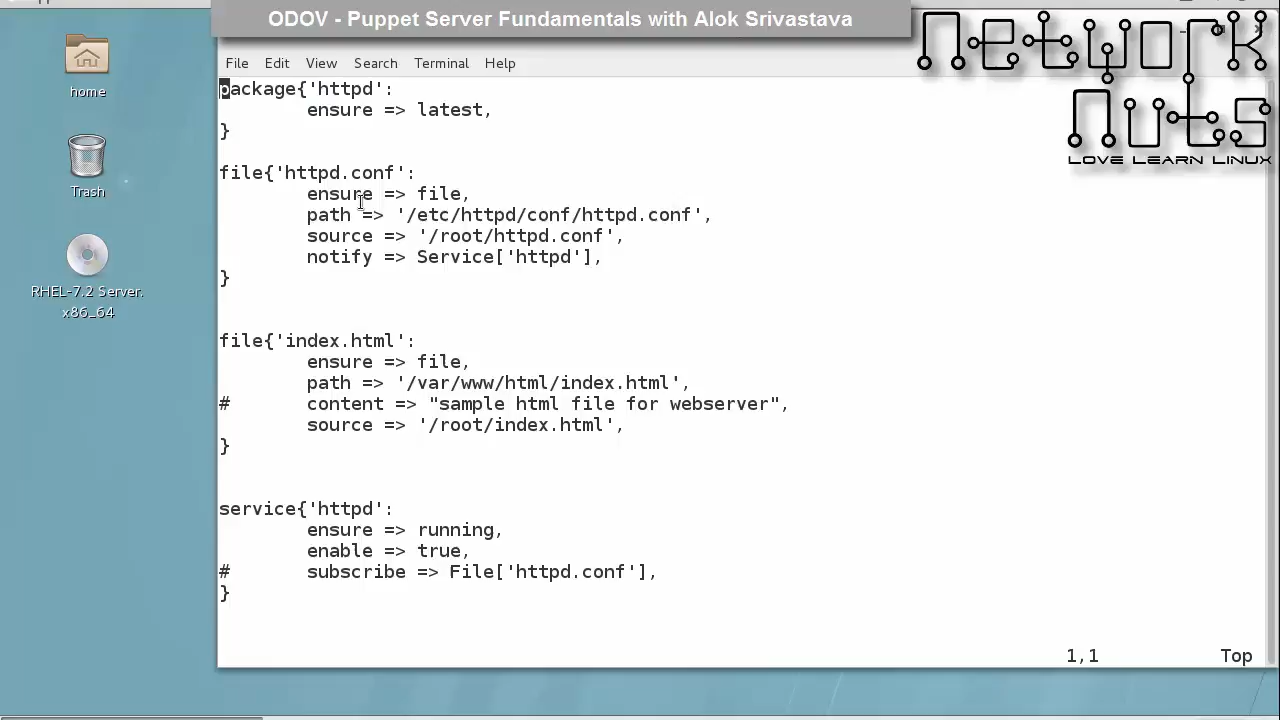 ODOV - Puppet Server Fundamentals with Alok Srivastava
Network
Nuts
LOVE LEARN LINUX
home
Trash
RHEL-7.2 Server.
x86_64
File Edit View Search Terminal Help
package{'httpd':
        ensure => latest,
}
file{'httpd.conf':
        ensure => file,
        path => '/etc/httpd/conf/httpd.conf',
        source => '/root/httpd.conf',
        notify => Service['httpd'],
}
file{'index.html':
        ensure => file,
        path => '/var/www/html/index.html',
#       content => "sample html file for webserver",
        source => '/root/index.html',
}
service{'httpd':
        ensure => running,
        enable => true,
#       subscribe => File['httpd.conf'],
}
1,1 Top